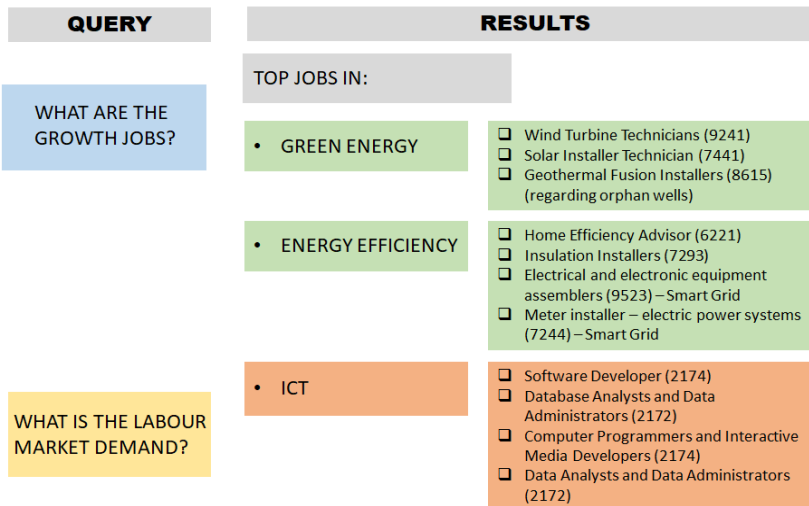 QUERY
RESULTS
WHAT ARE THE
GROWTH JOBS?
TOP JOBS IN:
• GREEN ENERGY
❑ Wind Turbine Technicians (9241)
❑ Solar Installer Technician (7441)
❑ Geothermal Fusion Installers (8615)
(regarding orphan wells)
• ENERGY EFFICIENCY
❑ Home Efficiency Advisor (6221)
❑ Insulation Installers (7293)
❑ Electrical and electronic equipment
assemblers (9523) – Smart Grid
❑ Meter installer – electric power systems
(7244) – Smart Grid
WHAT IS THE LABOUR
MARKET DEMAND?
• ICT
❑ Software Developer (2174)
❑ Database Analysts and Data
Administrators (2172)
❑ Computer Programmers and Interactive
Media Developers (2174)
❑ Data Analysts and Data Administrators
(2172)